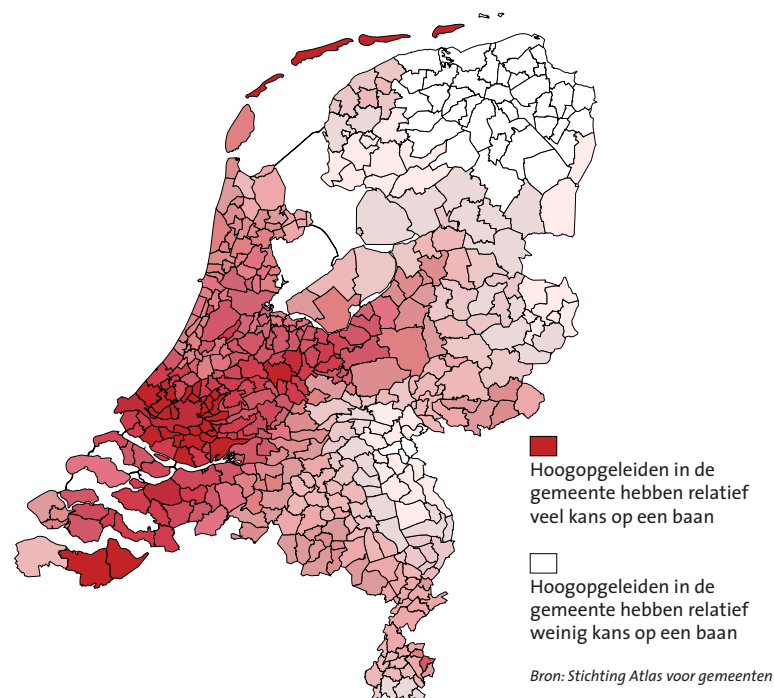 Hoogopgeleiden in de
gemeente hebben relatief
veel kans op een baan
Hoogopgeleiden in de
gemeente hebben relatief
weinig kans op een baan
Bron: Stichting Atlas voor gemeenten